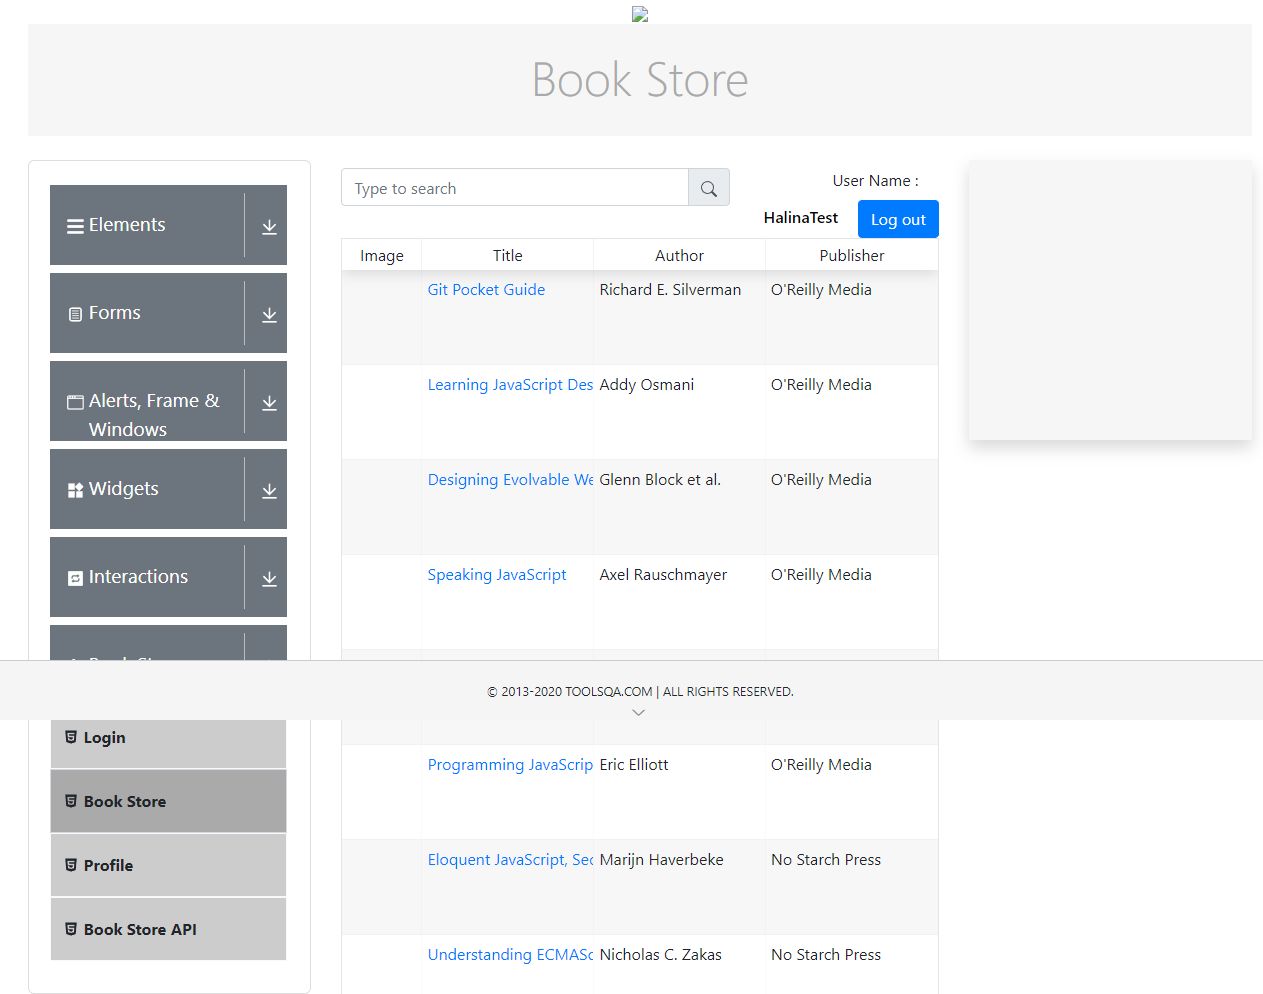 Book Store
Elements
Forms
Alerts, Frame &
Windows
Widgets
Interactions
Login
Book Store
Profile
Book Store API
Type to search
User Name :
HalinaTest
Log out
Image Title Author Publisher
Git Pocket Guide Richard E. Silverman O'Reilly Media
Learning JavaScript Des Addy Osmani O'Reilly Media
Designing Evolvable We Glenn Block et al. O'Reilly Media
Speaking JavaScript Axel Rauschmayer O'Reilly Media
© 2013-2020 TOOLSQA.COM | ALL RIGHTS RESERVED.
Programming JavaScrip Eric Elliott O'Reilly Media
Eloquent JavaScript, Sec Marijn Haverbeke No Starch Press
Understanding ECMASc Nicholas C. Zakas No Starch Press